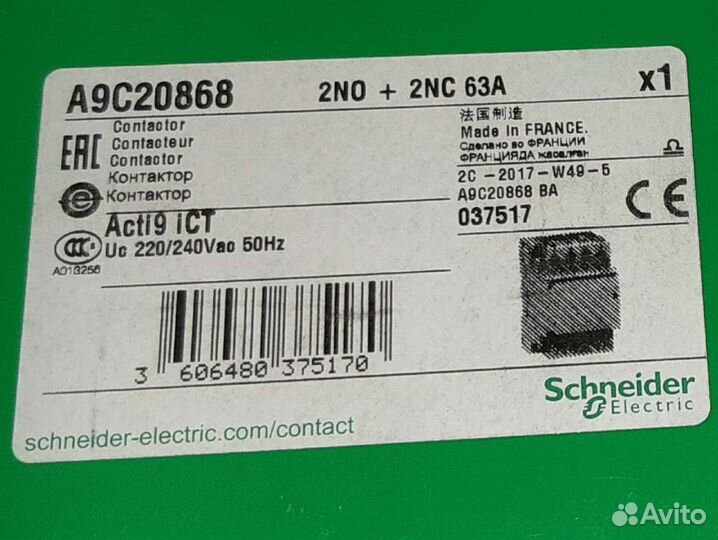 A9C20868 2NO + 2NC 63A x1
EAC
Contactor
Contacteur
Contactor
Контактор
Контактор
法国制造
Made in FRANCE.
Сделано во ФРАНЦИИ
ФРАНЦИЯДА жасалған
2C - 2017 - W49 - 5
A9C20868 BA
037517
CE
Acti9 iCT
Uc 220/240Vac 50Hz
CCC
A013256
3 606480 375170
Schneider
Electric
schneider-electric.com/contact
Avito